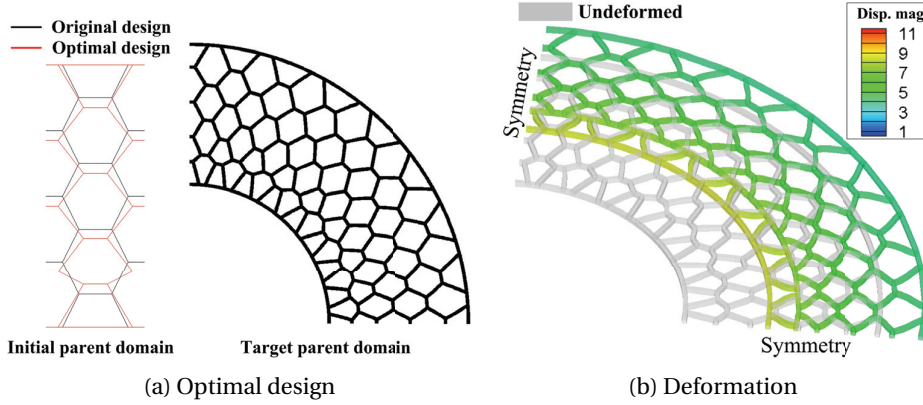 Original design
Optimal design
Initial parent domain
Target parent domain
(a) Optimal design
Undeformed
Disp. mag
11
9
7
5
3
1
Symmetry
Symmetry
(b) Deformation